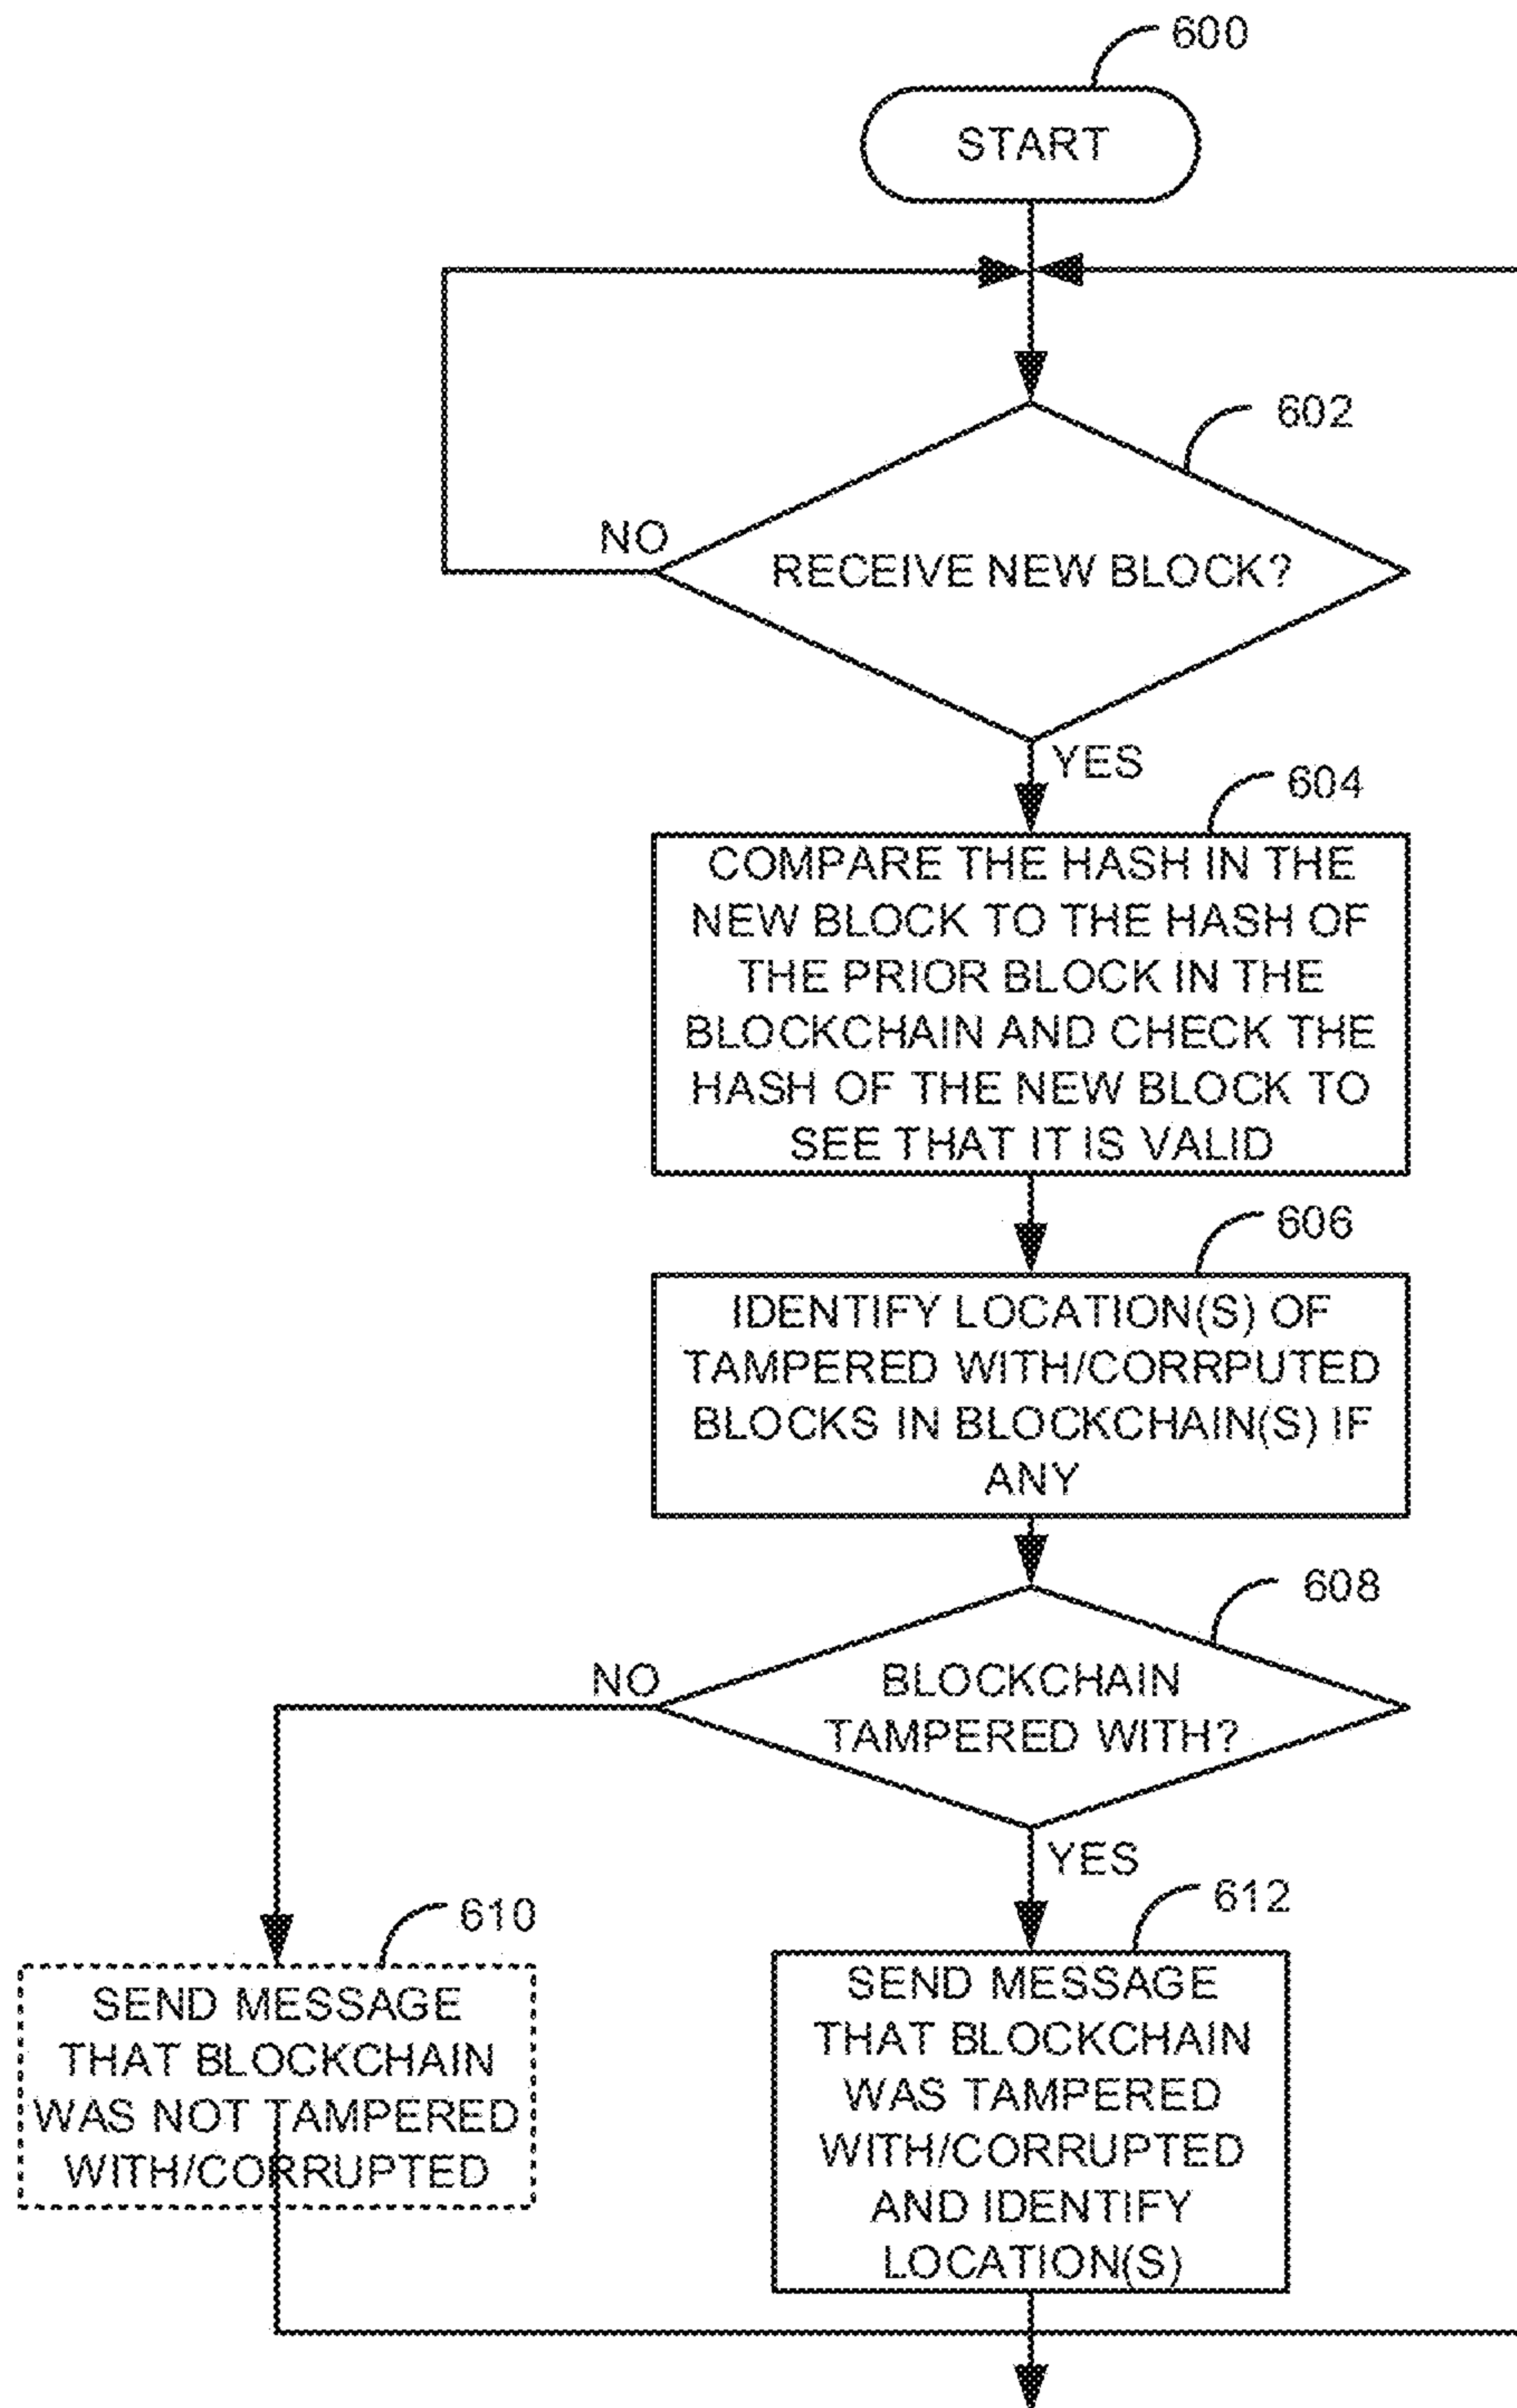 600
START
602
NO
RECEIVE NEW BLOCK?
YES
604
COMPARE THE HASH IN THE
NEW BLOCK TO THE HASH OF
THE PRIOR BLOCK IN THE
BLOCKCHAIN AND CHECK THE
HASH OF THE NEW BLOCK TO
SEE THAT IT IS VALID
606
IDENTIFY LOCATION(S) OF
TAMPERED WITH/CORRPUTED
BLOCKS IN BLOCKCHAIN(S) IF
ANY
608
NO
BLOCKCHAIN
TAMPERED WITH?
YES
610
SEND MESSAGE
THAT BLOCKCHAIN
WAS NOT TAMPERED
WITH/CORRUPTED
612
SEND MESSAGE
THAT BLOCKCHAIN
WAS TAMPERED
WITH/CORRUPTED
AND IDENTIFY
LOCATION(S)